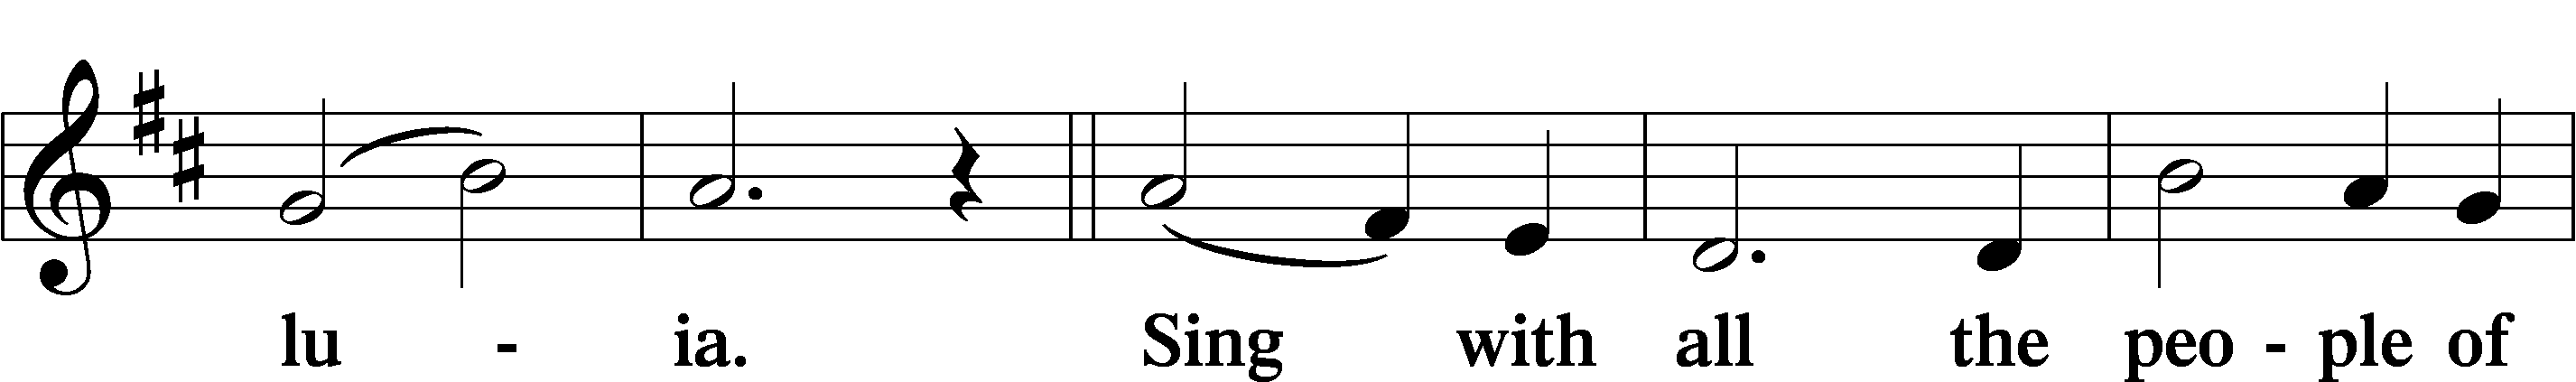 lu - ia. Sing with all the peo - ple of